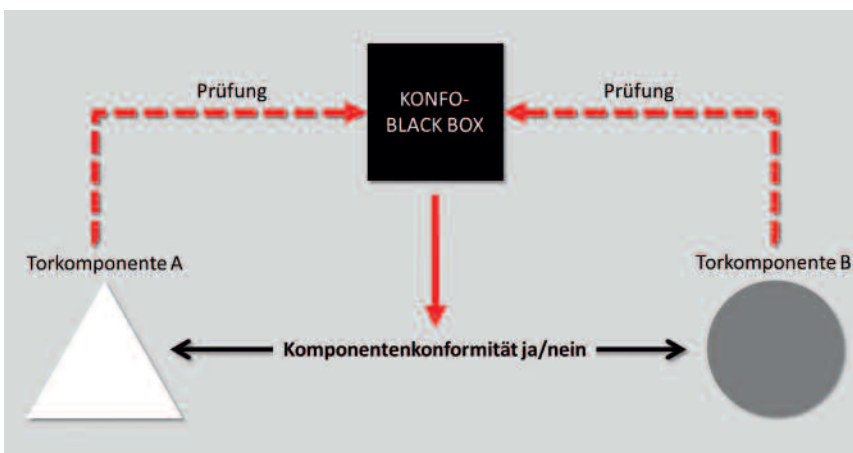 Prüfung
KONFO-
BLACK BOX
Prüfung
Torkomponente A
Torkomponente B
Komponentenkonformität ja/nein